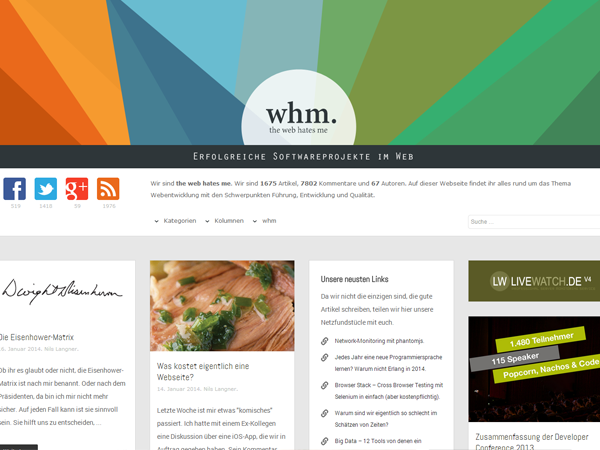 whm.
the web hates me
Erfolgreiche Softwareprojekte im Web
Wir sind the web hates me. Wir sind 1675 Artikel, 7802 Kommentare und 67 Autoren. Auf dieser Webseite findet ihr alles rund um das Thema
Webentwicklung mit den Schwerpunkten Führung, Entwicklung und Qualität.
Kategorien Kolumnen whm
Suche ...
Dwight D Eisenhower
Die Eisenhower-Matrix
Januar 2014. Nils Langner.
Ob ihr es glaubt oder nicht, die Eisenhower-
Matrix ist nach mir benannt. Oder nach dem
Präsidenten, da bin ich mir nicht mehr
sicher. Auf jeden Fall kann ist sie sinnvoll
sein. Sie hilft uns zu entscheiden, ...
Was kostet eigentlich eine
Webseite?
14. Januar 2014. Nils Langner.
Letzte Woche ist mir etwas "komisches"
passiert. Ich hatte mit einem Ex-Kollegen
eine Diskussion über eine iOS-App, die wir in
Auftrag gegeben haben. Sein Kommentar
Unsere neusten Links
Da wir nicht die einzigen sind, die gute
Artikel schreiben, teilen wir hier unsere
Netzfundstücke mit euch.
Network-Monitoring mit phantomjs.
Jedes Jahr eine neue Programmiersprache
lernen? Warum nicht Erlang in 2014.
Browser Stack – Cross Browser Testing mit
Selenium in einfach (aber kostenpflichtig).
Warum sind wir eigentlich so schlecht im
Schätzen von Zeiten?
Big Data – 12 Tools von denen ein
LW LIVEWATCH.DE V4
1.480 Teilnehmer
115 Speaker
Popcorn, Nachos & Code
Zusammenfassung der Developer
Conference 2013